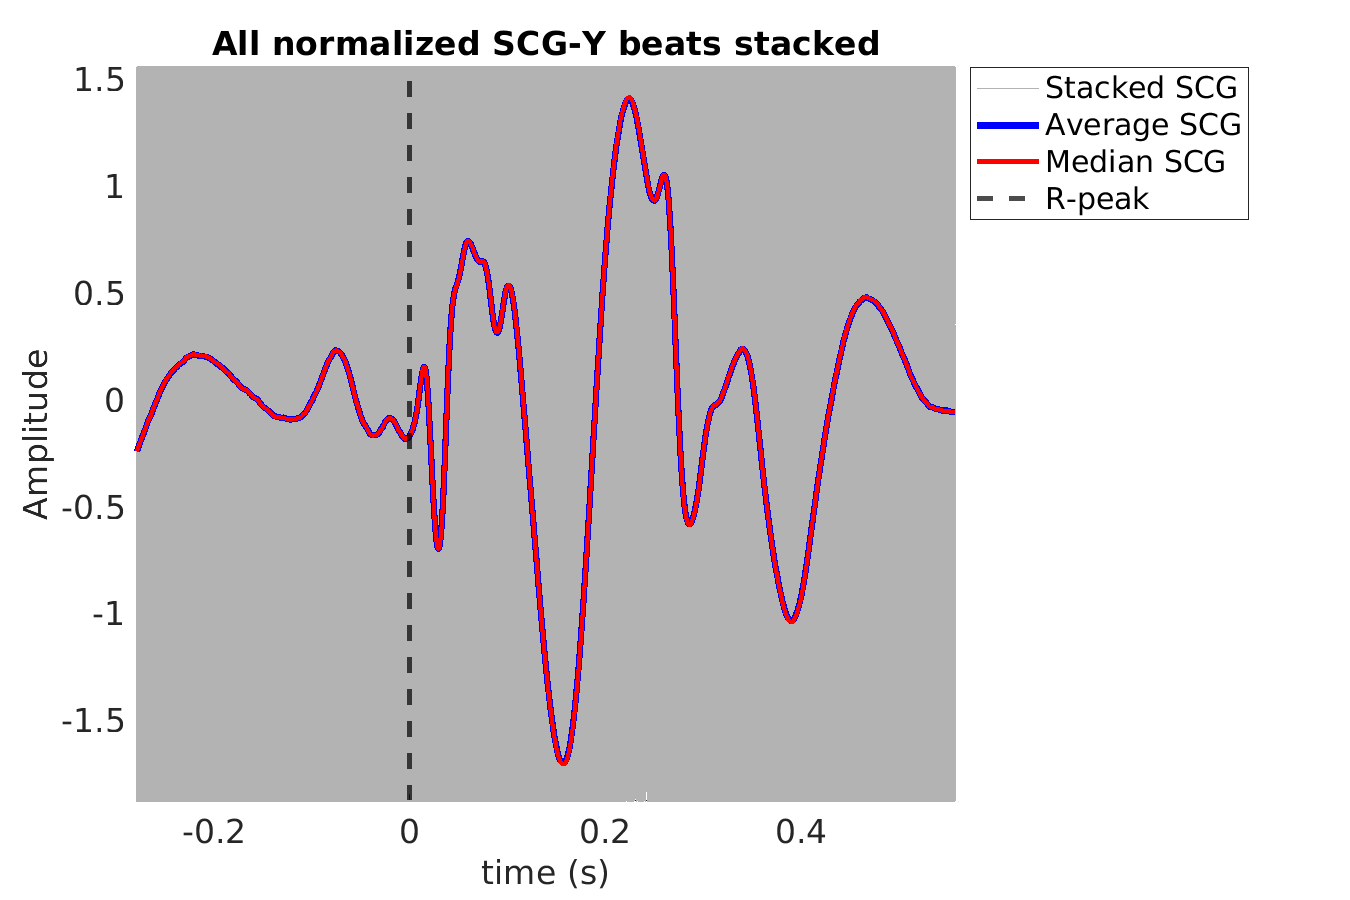 All normalized SCG-Y beats stacked
1.5
1
0.5
0
-0.5
-1
-1.5
Amplitude
-0.2
0
0.2
0.4
time (s)
Stacked SCG
Average SCG
Median SCG
R-peak